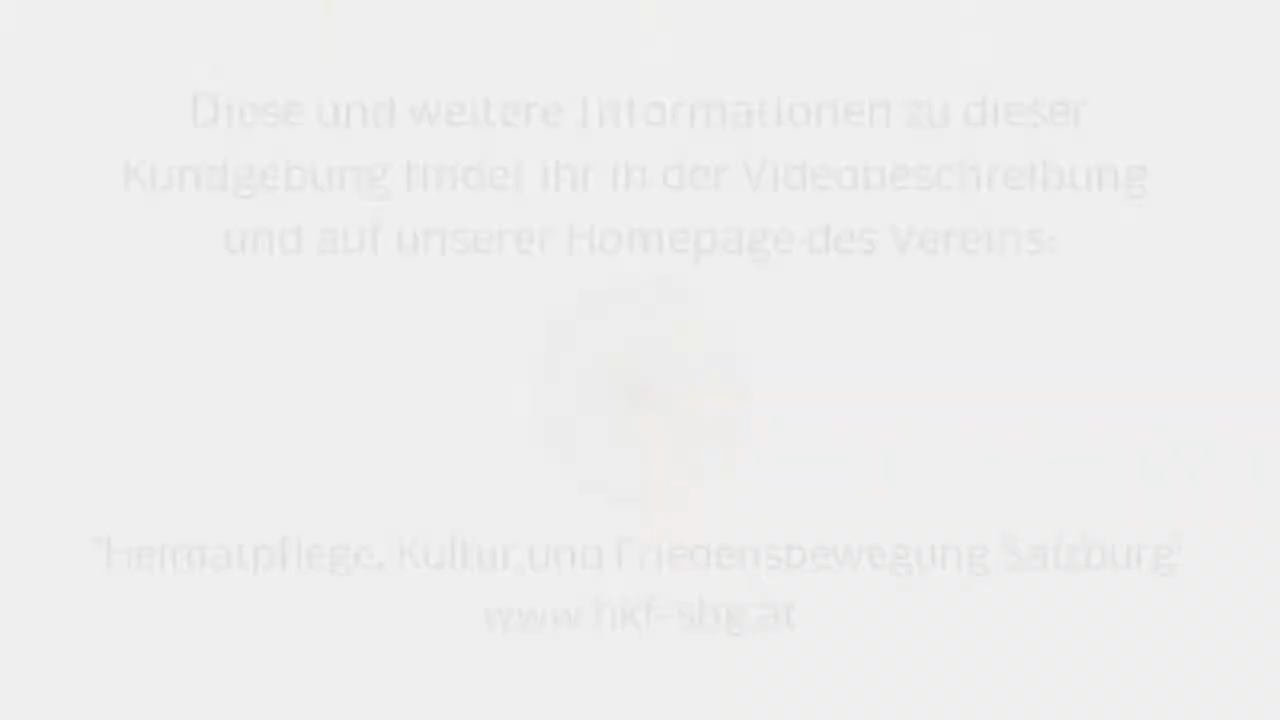 Diese und weitere Informationen zu dieser
Kundgebung findet ihr in der Videobeschreibung
und auf unserer Homepage des Vereins:
"Heimatpflege, Kultur und Friedensbewegung Salzburg"
www.hkf-sbg.at